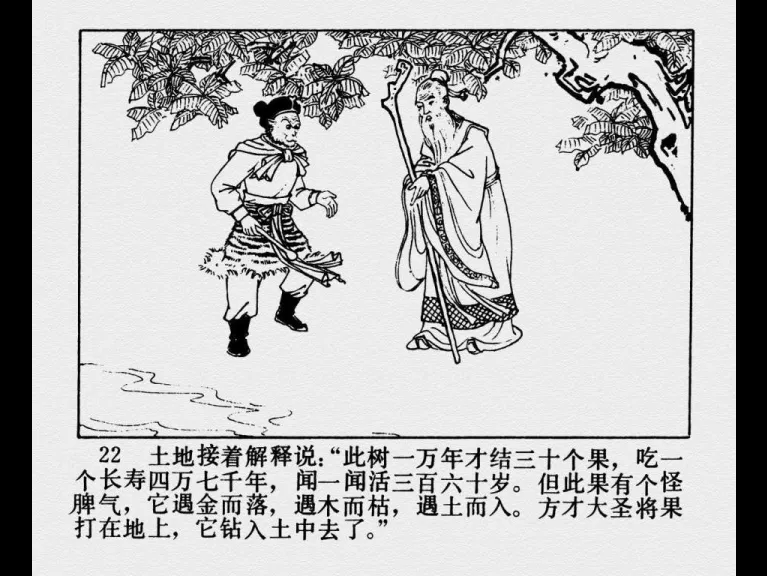 22 土地接着解释说:“此树一万年才结三十个果，吃一
个长寿四万七千年，闻一闻活三百六十岁。但此果有个怪
脾气，它遇金而落，遇木而枯，遇土而入。方才大圣将果
打在地上，它钻入土中去了。”